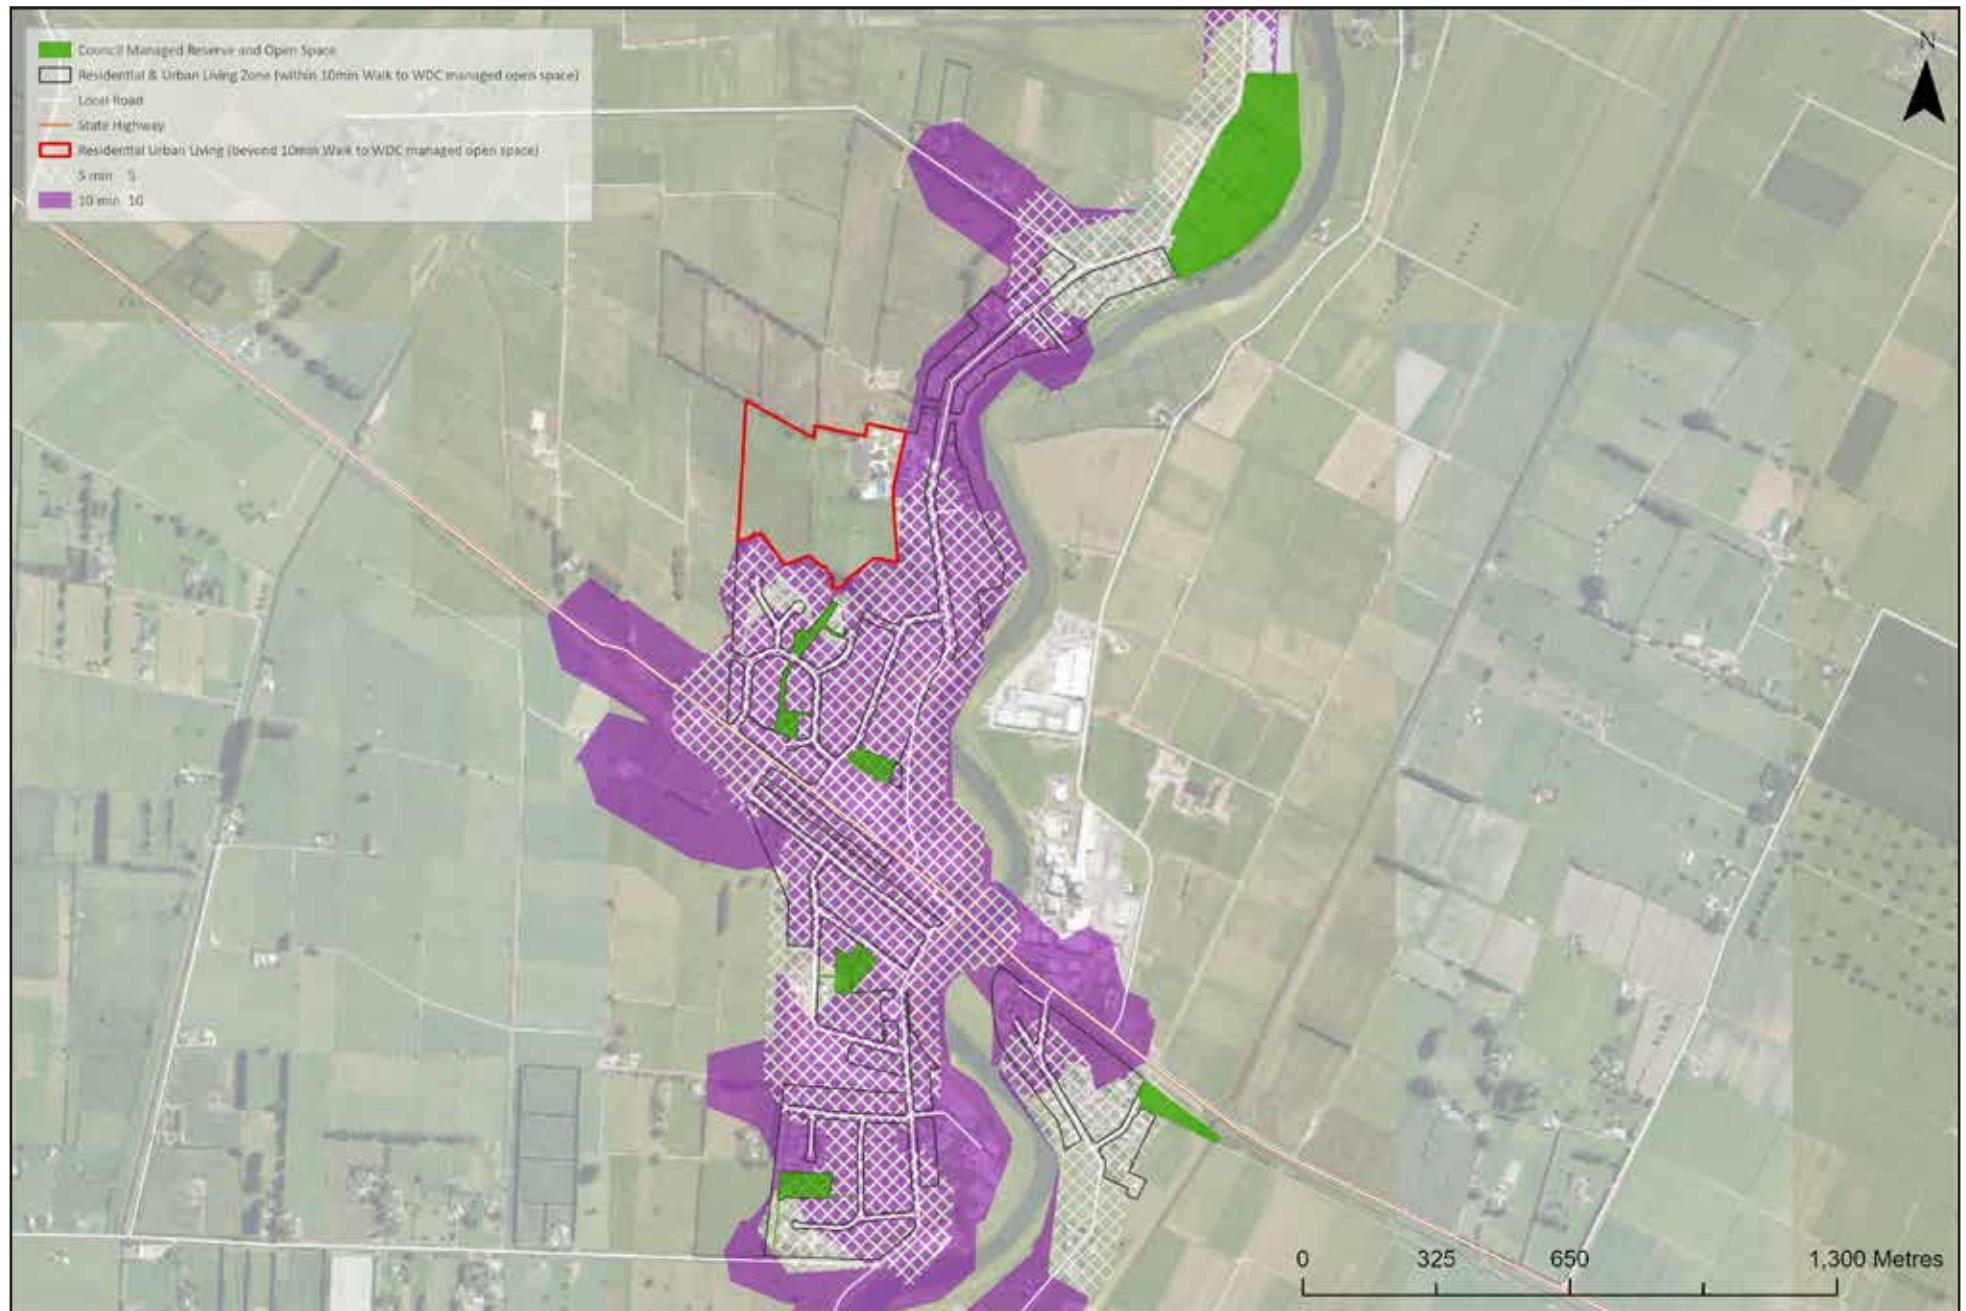 Council Managed Reserve and Open Space
Residential & Urban Living Zone (within 10min Walk to WDC managed open space)
Local Road
State Highway
Residential Urban Living (beyond 10min Walk to WDC managed open space)
5 min 5
10 min 10
N
0 325 650 1,300 Metres